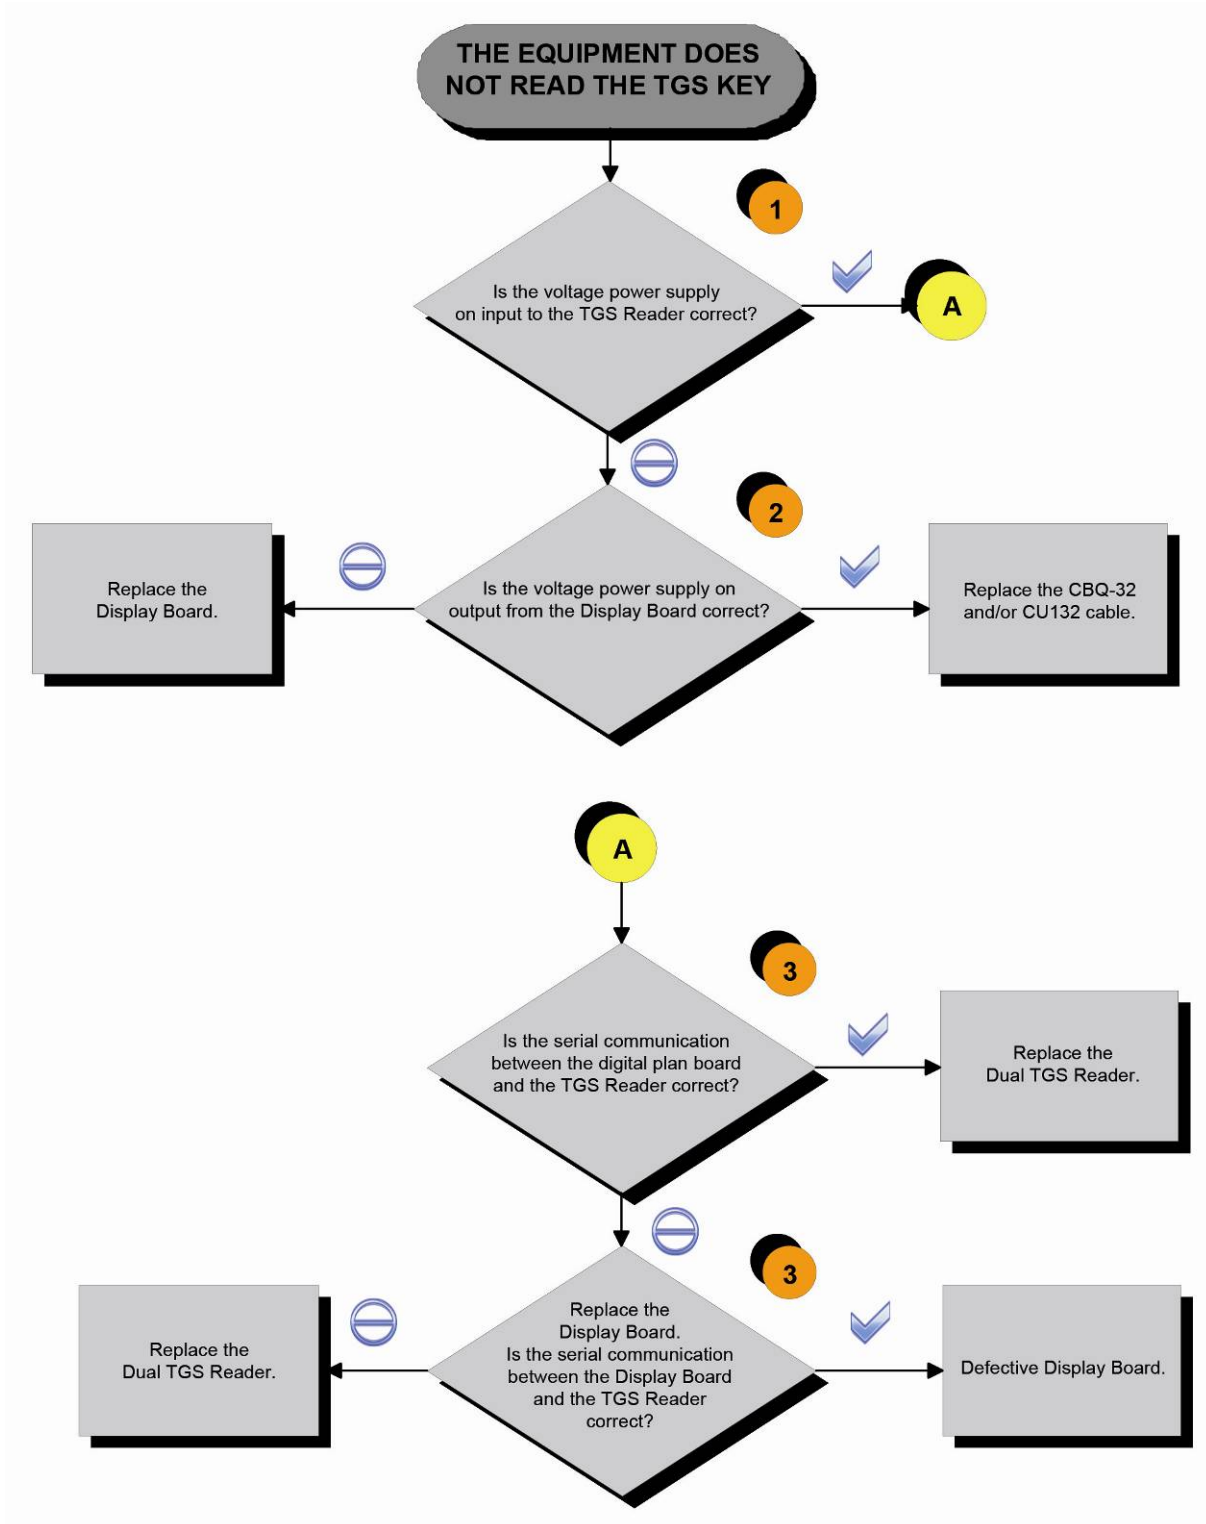 THE EQUIPMENT DOES
NOT READ THE TGS KEY
1
Is the voltage power supply
on input to the TGS Reader correct?
A
2
Replace the
Display Board.
Is the voltage power supply on
output from the Display Board correct?
Replace the CBQ-32
and/or CU132 cable.
A
3
Is the serial communication
between the digital plan board
and the TGS Reader correct?
Replace the
Dual TGS Reader.
3
Replace the
Dual TGS Reader.
Replace the
Display Board.
Is the serial communication
between the Display Board
and the TGS Reader
correct?
Defective Display Board.